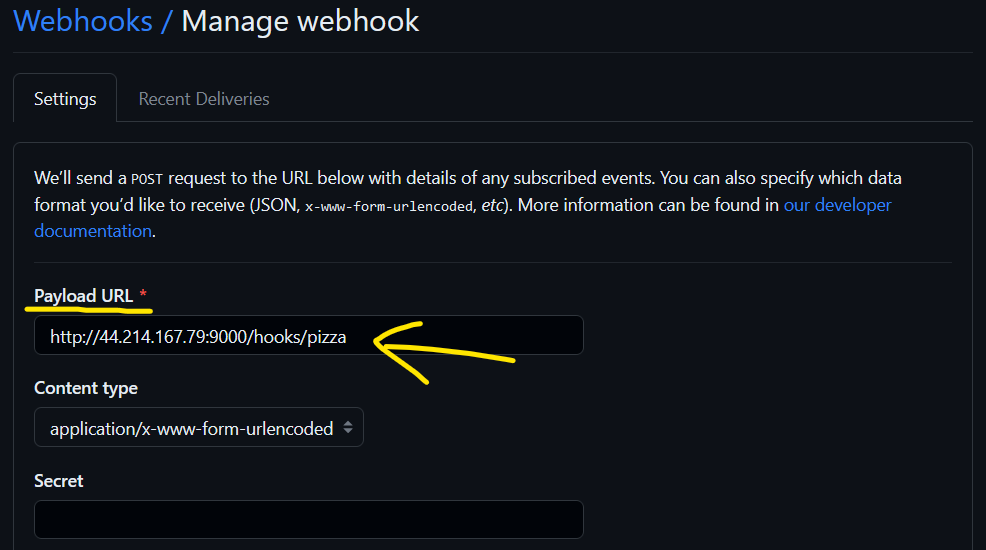 Webhooks / Manage webhook
Settings
Recent Deliveries
We’ll send a POST request to the URL below with details of any subscribed events. You can also specify which data
format you’d like to receive (JSON, x-www-form-urlencoded, etc). More information can be found in our developer
documentation.
Payload URL *
http://44.214.167.79:9000/hooks/pizza
Content type
application/x-www-form-urlencoded
Secret